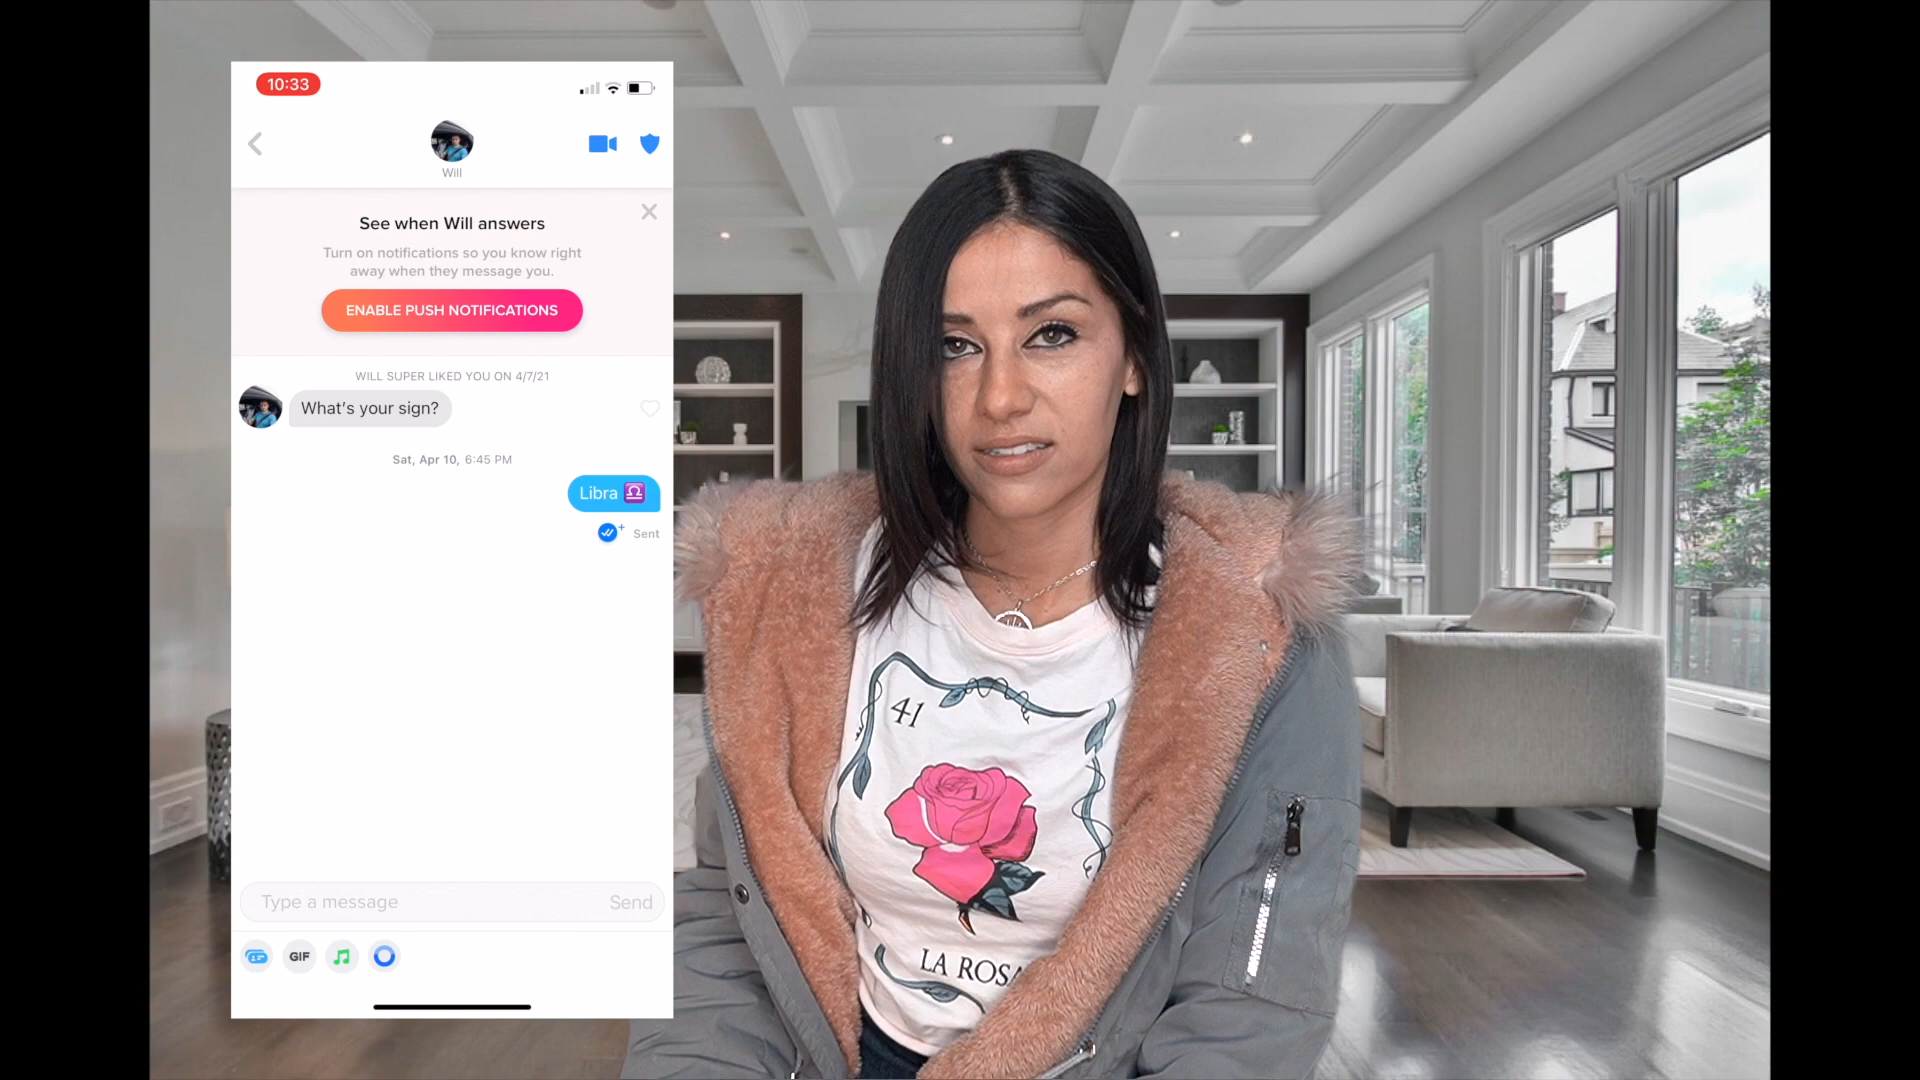 10:33
Will
See when Will answers
Turn on notifications so you know right
away when they message you.
ENABLE PUSH NOTIFICATIONS
WILL SUPER LIKED YOU ON 4/7/21
What's your sign?
Sat, Apr 10, 6:45 PM
Libra ♎
Sent
Type a message Send
GIF
41
LA ROSA